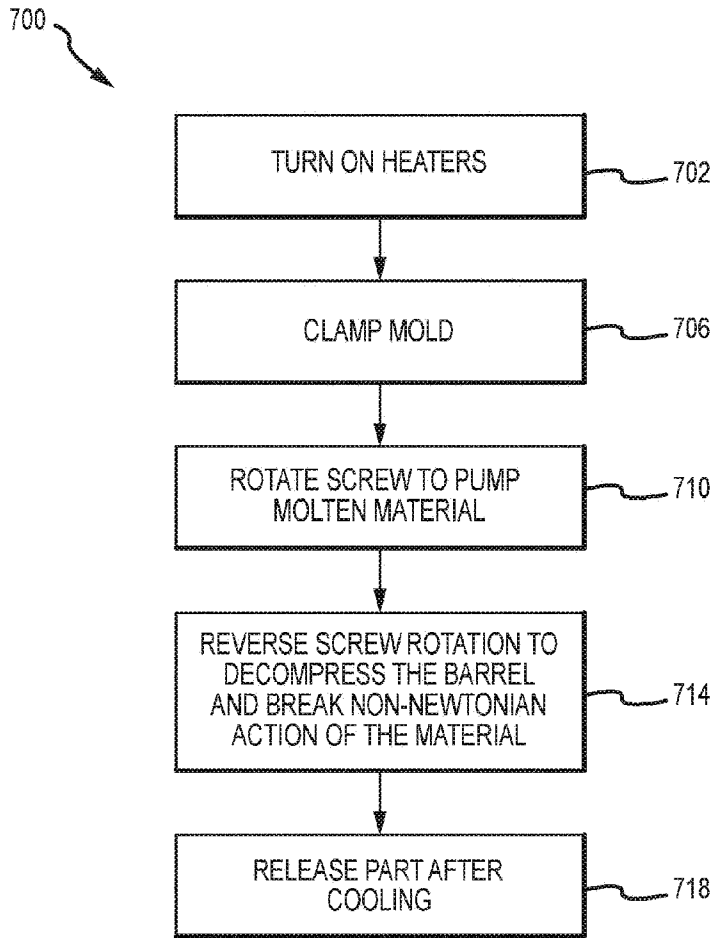 700
TURN ON HEATERS
702
CLAMP MOLD
706
ROTATE SCREW TO PUMP
MOLTEN MATERIAL
710
REVERSE SCREW ROTATION TO
DECOMPRESS THE BARREL
AND BREAK NON-NEWTONIAN
ACTION OF THE MATERIAL
714
RELEASE PART AFTER
COOLING
718